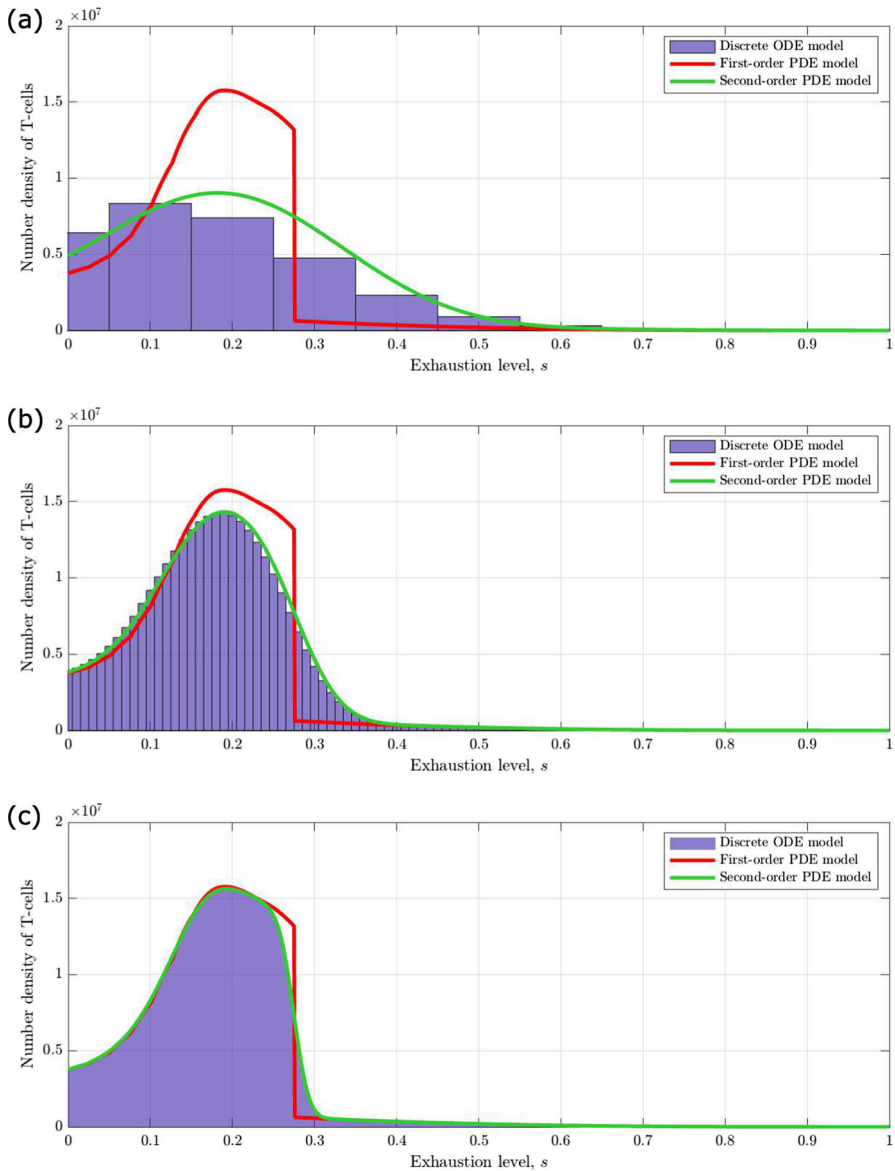 (a)
×10⁷
2
1.5
1
0.5
0
Number density of T-cells
Discrete ODE model
First-order PDE model
Second-order PDE model
0 0.1 0.2 0.3 0.4 0.5 0.6 0.7 0.8 0.9 1
Exhaustion level, s
(b)
×10⁷
2
1.5
1
0.5
0
Number density of T-cells
Discrete ODE model
First-order PDE model
Second-order PDE model
0 0.1 0.2 0.3 0.4 0.5 0.6 0.7 0.8 0.9 1
Exhaustion level, s
(c)
×10⁷
2
1.5
1
0.5
0
Number density of T-cells
Discrete ODE model
First-order PDE model
Second-order PDE model
0 0.1 0.2 0.3 0.4 0.5 0.6 0.7 0.8 0.9 1
Exhaustion level, s